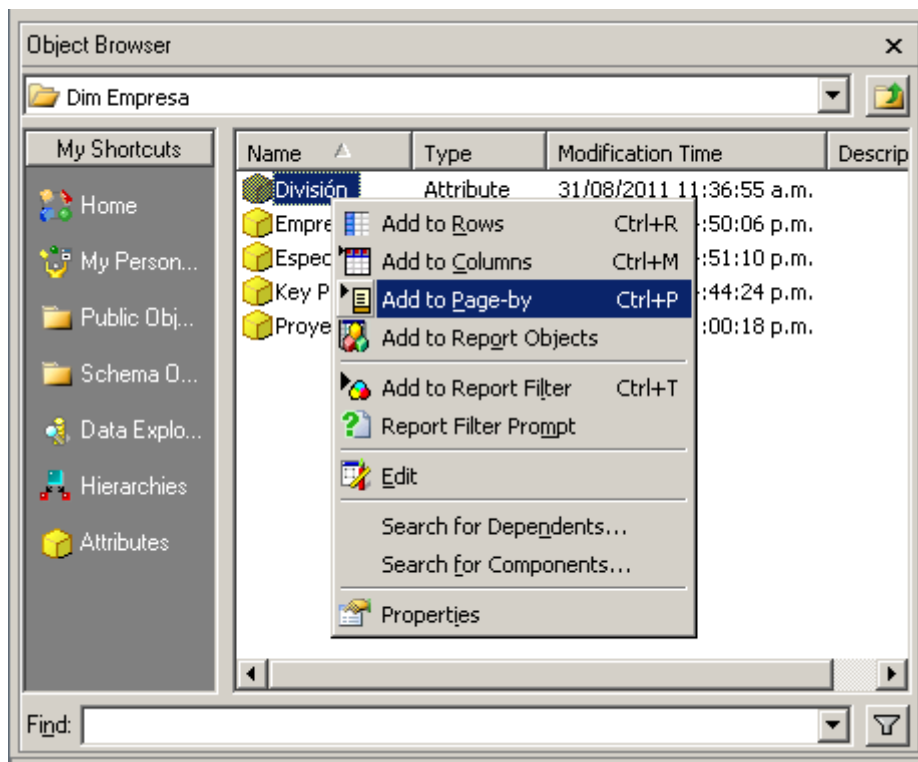 Object Browser
Dim Empresa
My Shortcuts
Home
My Person...
Public Obj...
Schema O...
Data Explo...
Hierarchies
Attributes
Name Type Modification Time Descrip
División Attribute 31/08/2011 11:36:55 a.m.
Empre :50:06 p.m.
Espec :51:10 p.m.
Key P :44:24 p.m.
Proye :00:18 p.m.
Add to Rows Ctrl+R
Add to Columns Ctrl+M
Add to Page-by Ctrl+P
Add to Report Objects
Add to Report Filter Ctrl+T
Report Filter Prompt
Edit
Search for Dependents...
Search for Components...
Properties
Find: